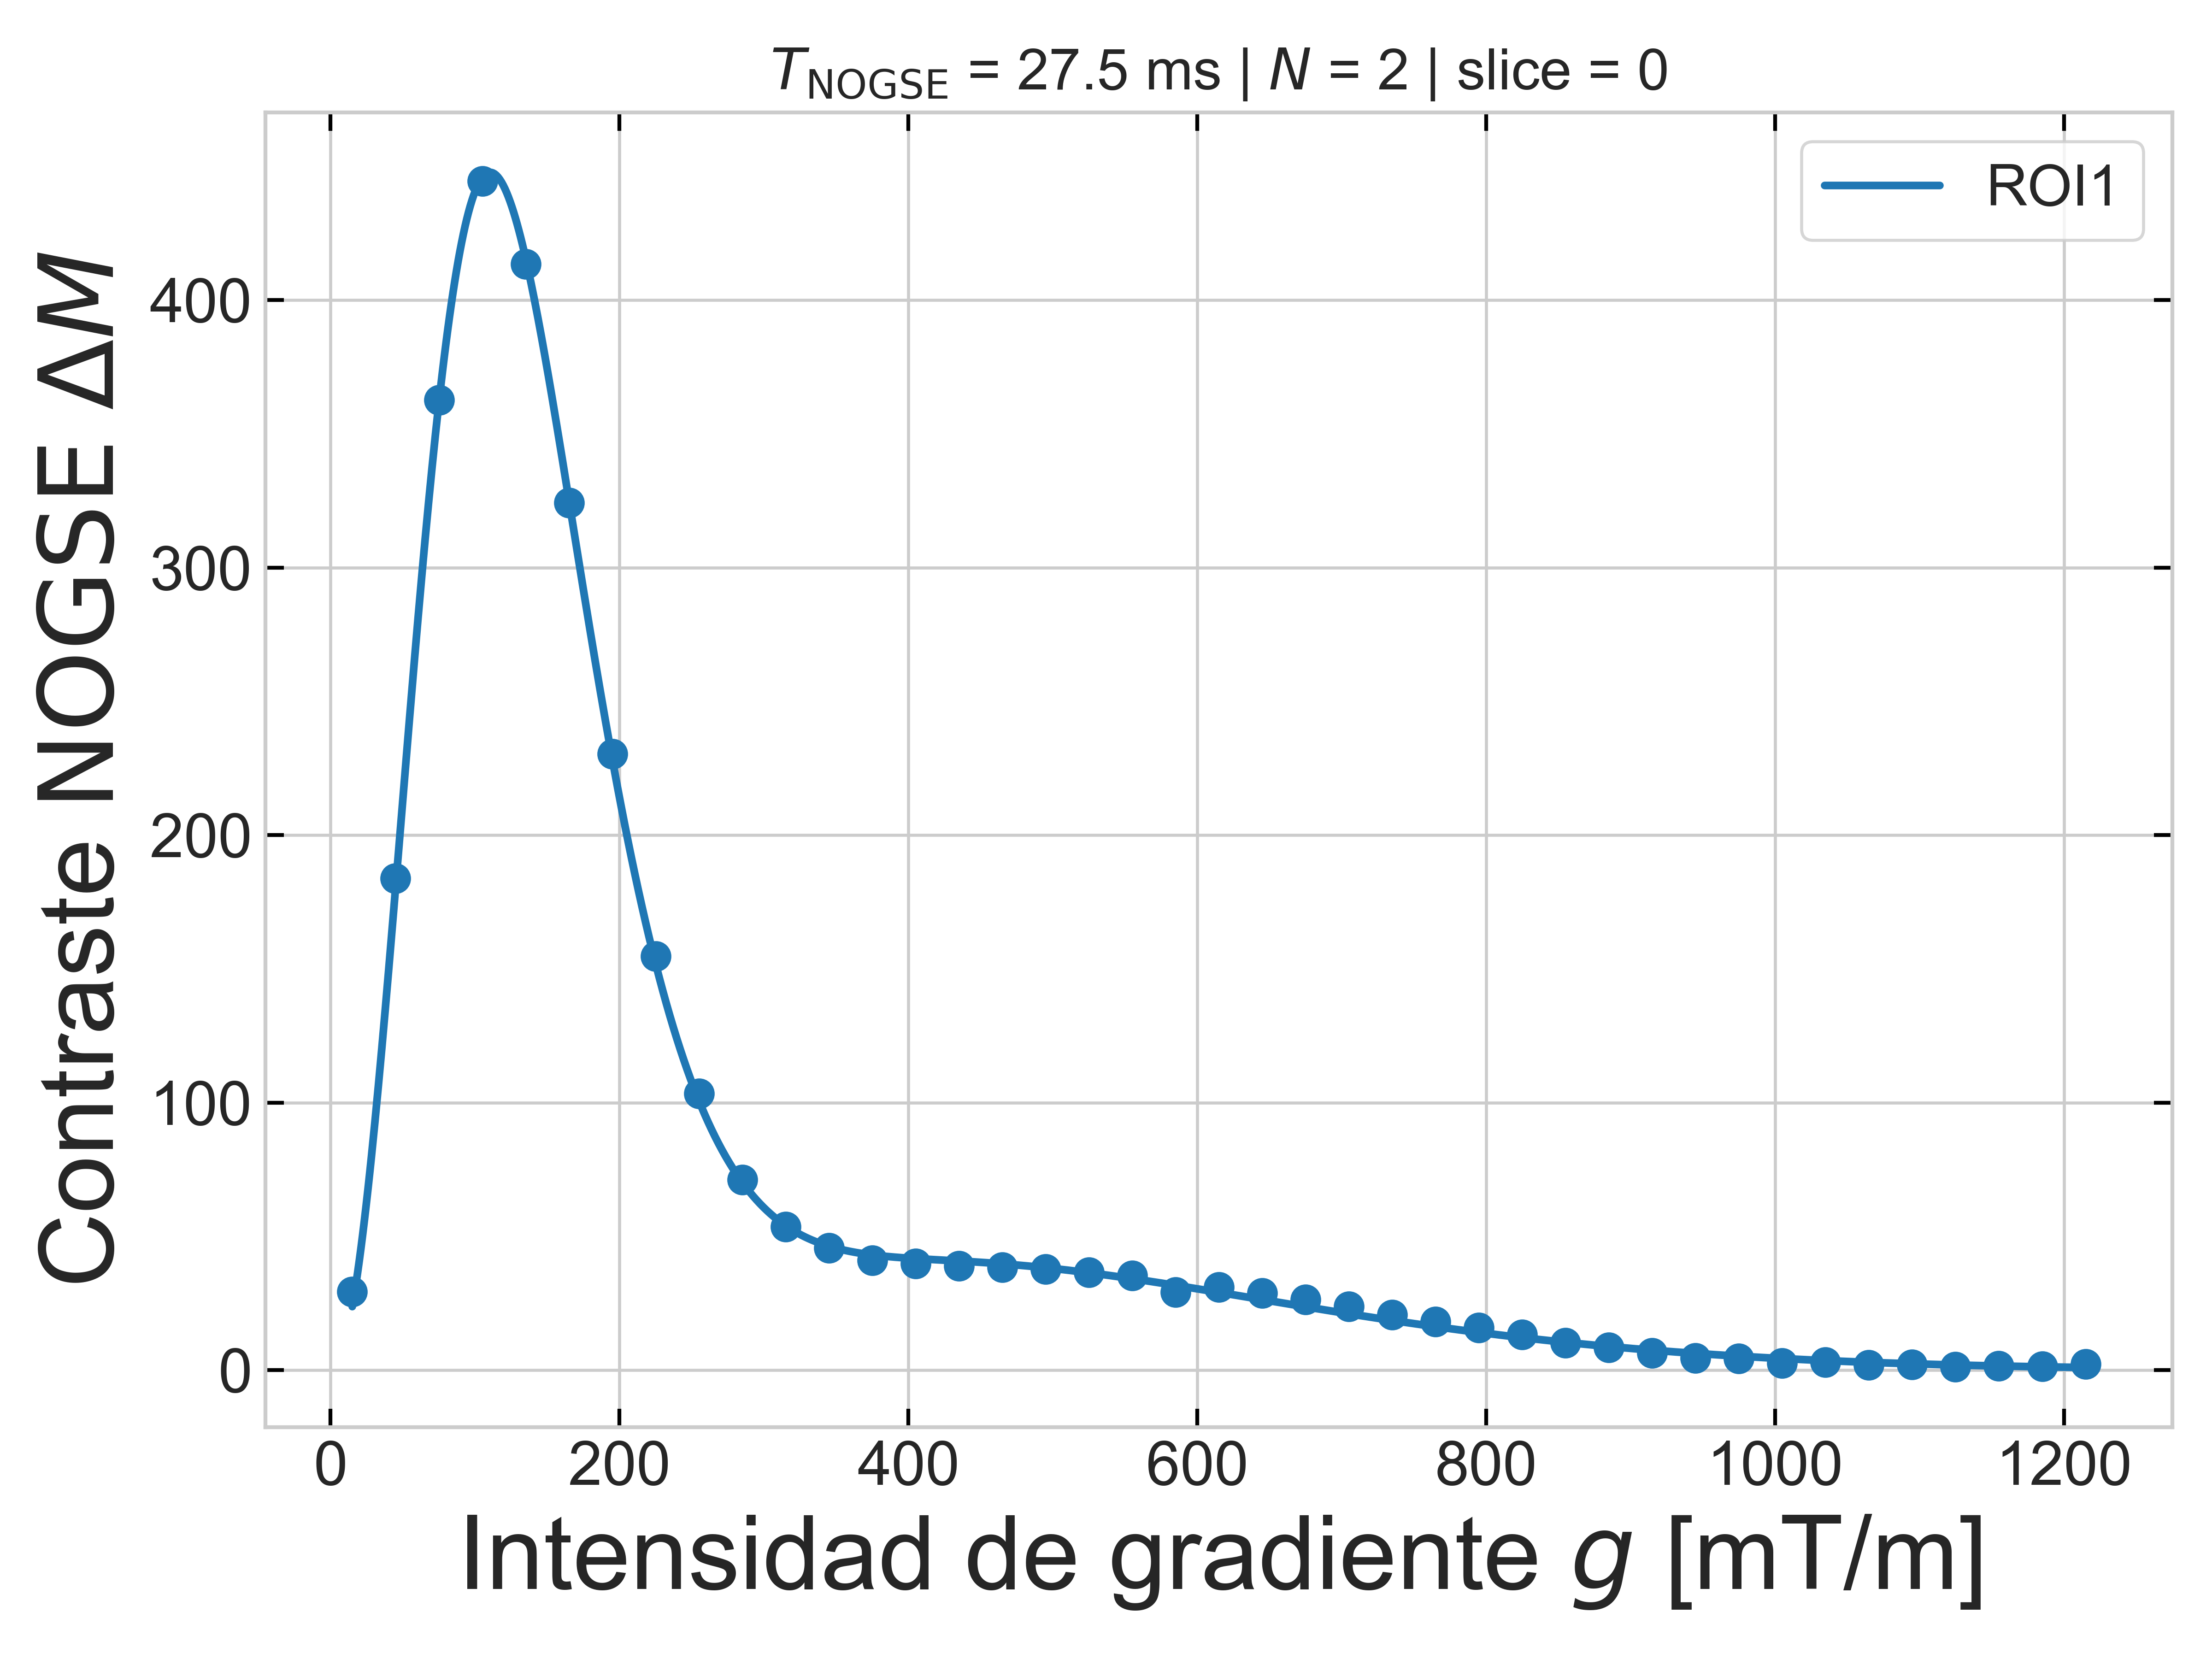 T_NOGSE = 27.5 ms | N = 2 | slice = 0
ROI1
Contraste NOGSE ΔM
400
300
200
100
0
0 200 400 600 800 1000 1200
Intensidad de gradiente g [mT/m]